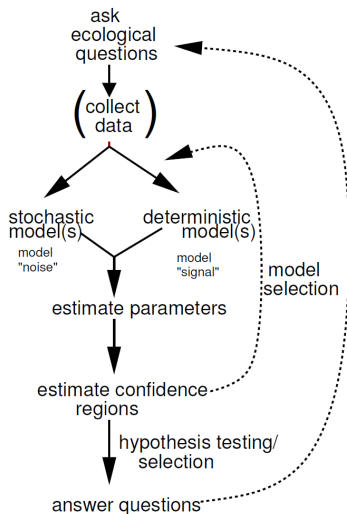 ask
ecological
questions
(collect
data)
stochastic
model(s)
deterministic
model(s)
model
"noise"
model
"signal"
model
selection
estimate parameters
estimate confidence
regions
hypothesis testing/
selection
answer questions